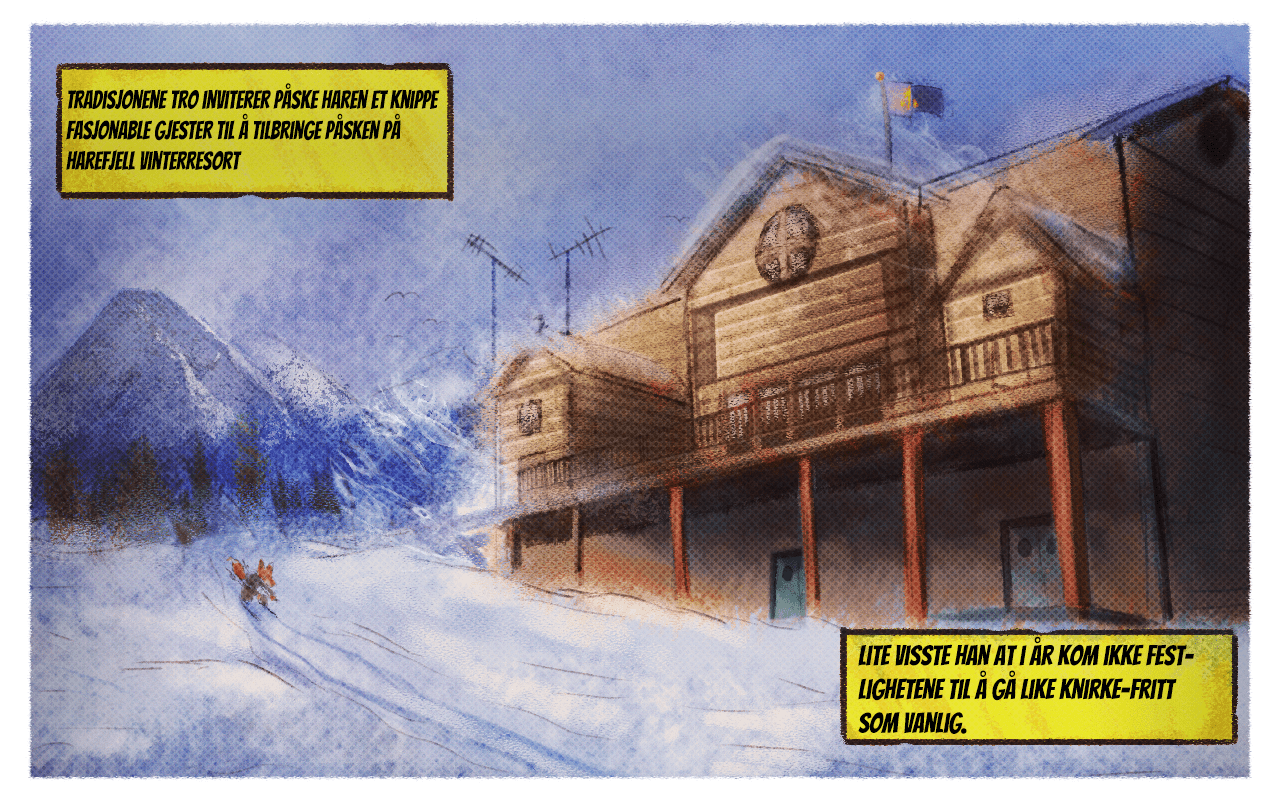 TRADISJONENE TRO INVITERER PÅSKE HAREN ET KNIPPE
FASJONABLE GJESTER TIL Å TILBRINGE PÅSKEN PÅ
HAREFJELL VINTERRESORT
LITE VISSTE HAN AT I ÅR KOM IKKE FEST-
LIGHETENE TIL Å GÅ LIKE KNIRKE-FRITT
SOM VANLIG.